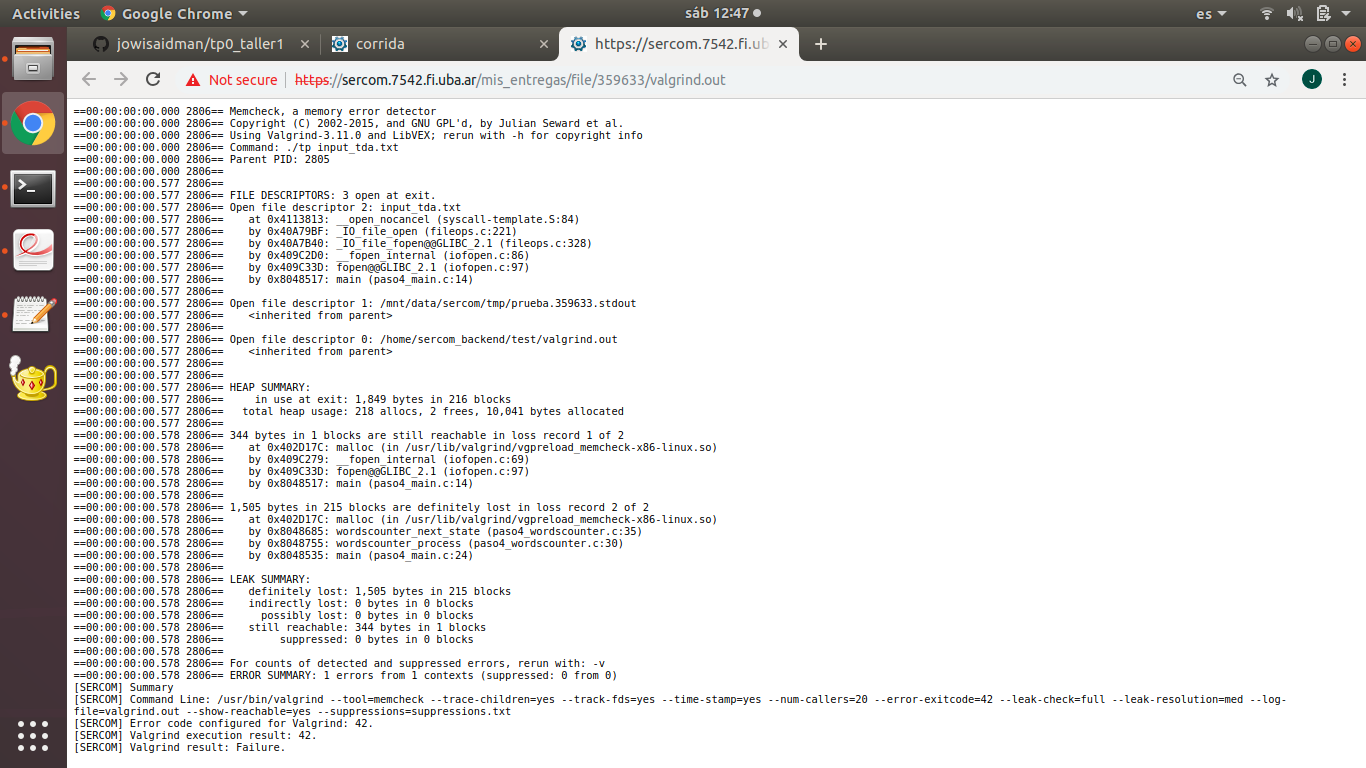 Activities Google Chrome sáb 12:47 es
jowisaidman/tp0_taller1 corrida https://sercom.7542.fi.ub
Not secure https://sercom.7542.fi.uba.ar/mis_entregas/file/359633/valgrind.out J
==00:00:00:00.000 2806== Memcheck, a memory error detector
==00:00:00:00.000 2806== Copyright (C) 2002-2015, and GNU GPL'd, by Julian Seward et al.
==00:00:00:00.000 2806== Using Valgrind-3.11.0 and LibVEX; rerun with -h for copyright info
==00:00:00:00.000 2806== Command: ./tp input_tda.txt
==00:00:00:00.000 2806== Parent PID: 2805
==00:00:00:00.000 2806==
==00:00:00:00.577 2806==
==00:00:00:00.577 2806== FILE DESCRIPTORS: 3 open at exit.
==00:00:00:00.577 2806== Open file descriptor 2: input_tda.txt
==00:00:00:00.577 2806==    at 0x4113813: __open_nocancel (syscall-template.S:84)
==00:00:00:00.577 2806==    by 0x40A79BF: _IO_file_open (fileops.c:221)
==00:00:00:00.577 2806==    by 0x40A7B40: _IO_file_fopen@@GLIBC_2.1 (fileops.c:328)
==00:00:00:00.577 2806==    by 0x409C2D0: __fopen_internal (iofopen.c:86)
==00:00:00:00.577 2806==    by 0x409C33D: fopen@@GLIBC_2.1 (iofopen.c:97)
==00:00:00:00.577 2806==    by 0x8048517: main (paso4_main.c:14)
==00:00:00:00.577 2806==
==00:00:00:00.577 2806== Open file descriptor 1: /mnt/data/sercom/tmp/prueba.359633.stdout
==00:00:00:00.577 2806==    <inherited from parent>
==00:00:00:00.577 2806==
==00:00:00:00.577 2806== Open file descriptor 0: /home/sercom_backend/test/valgrind.out
==00:00:00:00.577 2806==    <inherited from parent>
==00:00:00:00.577 2806==
==00:00:00:00.577 2806==
==00:00:00:00.577 2806== HEAP SUMMARY:
==00:00:00:00.577 2806==     in use at exit: 1,849 bytes in 216 blocks
==00:00:00:00.577 2806==   total heap usage: 218 allocs, 2 frees, 10,041 bytes allocated
==00:00:00:00.577 2806==
==00:00:00:00.578 2806== 344 bytes in 1 blocks are still reachable in loss record 1 of 2
==00:00:00:00.578 2806==    at 0x402D17C: malloc (in /usr/lib/valgrind/vgpreload_memcheck-x86-linux.so)
==00:00:00:00.578 2806==    by 0x409C279: __fopen_internal (iofopen.c:69)
==00:00:00:00.578 2806==    by 0x409C33D: fopen@@GLIBC_2.1 (iofopen.c:97)
==00:00:00:00.578 2806==    by 0x8048517: main (paso4_main.c:14)
==00:00:00:00.578 2806==
==00:00:00:00.578 2806== 1,505 bytes in 215 blocks are definitely lost in loss record 2 of 2
==00:00:00:00.578 2806==    at 0x402D17C: malloc (in /usr/lib/valgrind/vgpreload_memcheck-x86-linux.so)
==00:00:00:00.578 2806==    by 0x8048685: wordscounter_next_state (paso4_wordscounter.c:35)
==00:00:00:00.578 2806==    by 0x8048755: wordscounter_process (paso4_wordscounter.c:30)
==00:00:00:00.578 2806==    by 0x8048535: main (paso4_main.c:24)
==00:00:00:00.578 2806==
==00:00:00:00.578 2806== LEAK SUMMARY:
==00:00:00:00.578 2806==    definitely lost: 1,505 bytes in 215 blocks
==00:00:00:00.578 2806==    indirectly lost: 0 bytes in 0 blocks
==00:00:00:00.578 2806==      possibly lost: 0 bytes in 0 blocks
==00:00:00:00.578 2806==    still reachable: 344 bytes in 1 blocks
==00:00:00:00.578 2806==         suppressed: 0 bytes in 0 blocks
==00:00:00:00.578 2806==
==00:00:00:00.578 2806== For counts of detected and suppressed errors, rerun with: -v
==00:00:00:00.578 2806== ERROR SUMMARY: 1 errors from 1 contexts (suppressed: 0 from 0)
[SERCOM] Summary
[SERCOM] Command Line: /usr/bin/valgrind --tool=memcheck --trace-children=yes --track-fds=yes --time-stamp=yes --num-callers=20 --error-exitcode=42 --leak-check=full --leak-resolution=med --log-
file=valgrind.out --show-reachable=yes --suppressions=suppressions.txt
[SERCOM] Error code configured for Valgrind: 42.
[SERCOM] Valgrind execution result: 42.
[SERCOM] Valgrind result: Failure.